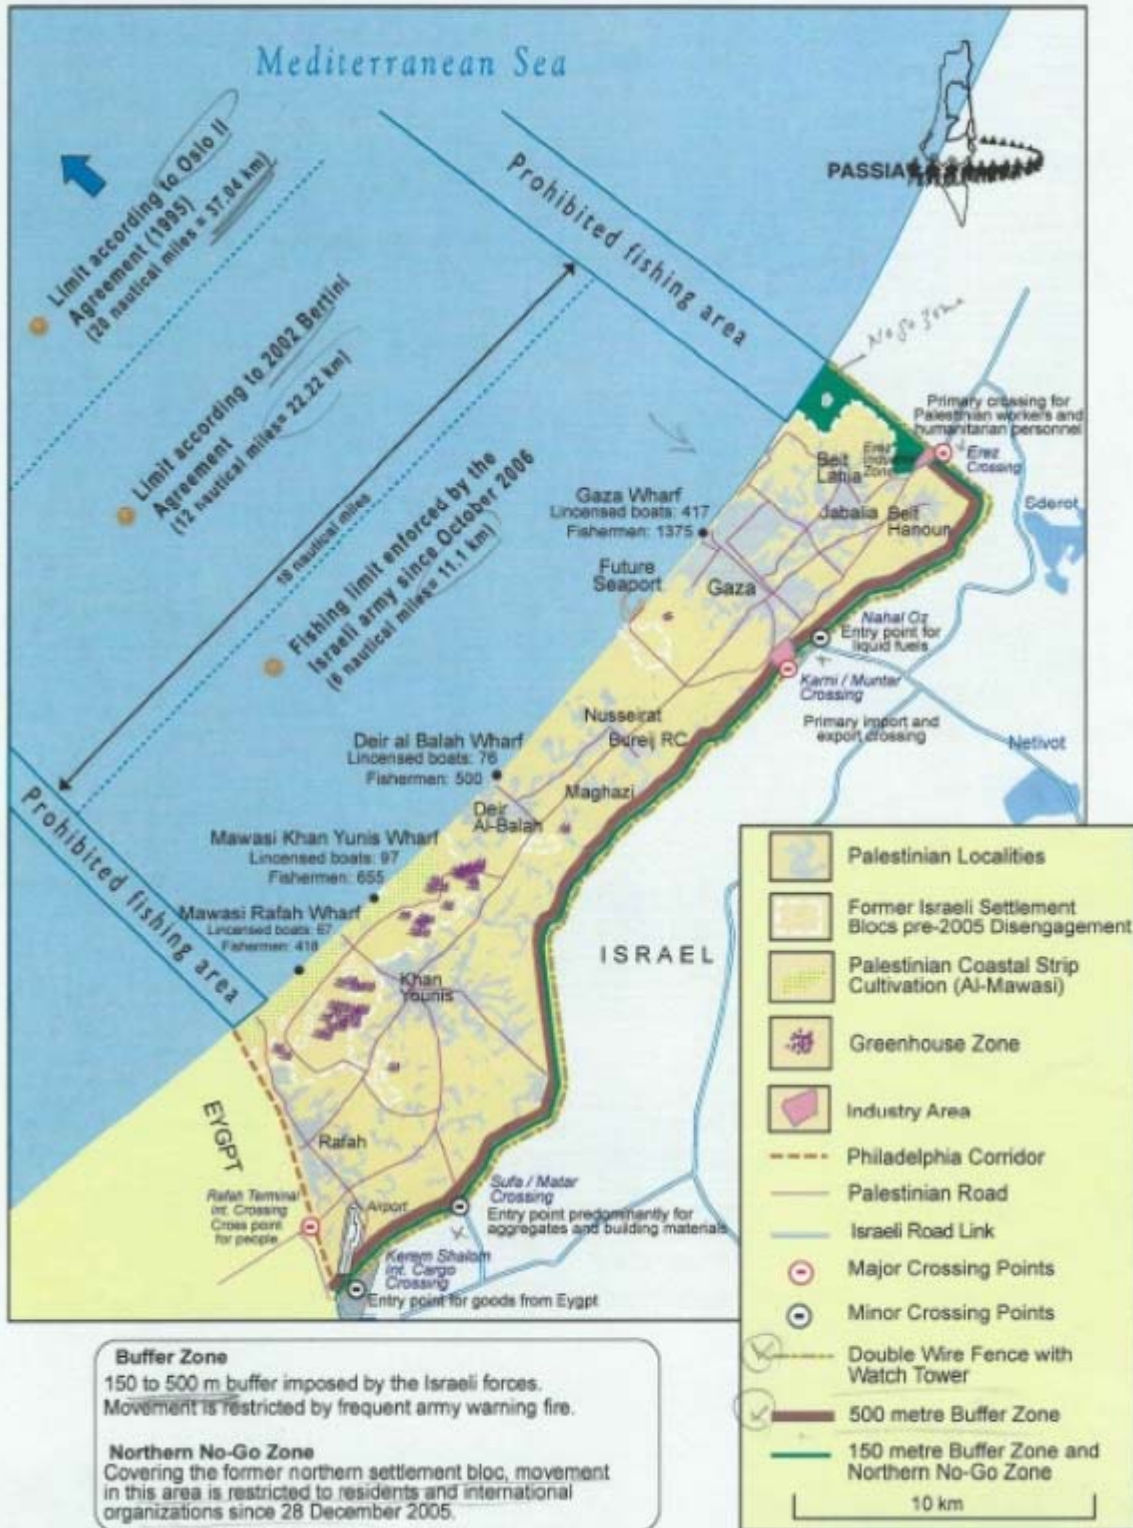 Mediterranean Sea
PASSIA
Limit according to Oslo II
Agreement (1995)
(20 nautical miles = 37.04 km)
Limit according to 2002 Bertini
Agreement
(12 nautical miles= 22.22 km)
Fishing limit enforced by the
Israeli army since October 2006
(6 nautical miles= 11.1 km)
18 nautical miles
Prohibited fishing area
Prohibited fishing area
No go zone
Primary crossing for
Palestinian workers and
humanitarian personnel
Erez
Crossing
Beit
Lahia
Erez
Industrial
Zone
Jabalia
Beit
Hanoun
Sderot
Gaza Wharf
Lincensed boats: 417
Fishermen: 1375
Future
Seaport
Gaza
Nahal Oz
Entry point for
liquid fuels
Karni / Muntar
Crossing
Primary import and
export crossing
Netivot
Nusseirat
Bureij RC
Maghazi
Deir al Balah Wharf
Lincensed boats: 76
Fishermen: 500
Deir
Al-Balah
Mawasi Khan Yunis Wharf
Lincensed boats: 97
Fishermen: 655
Mawasi Rafah Wharf
Lincensed boats: 67
Fishermen: 418
Khan
Younis
ISRAEL
EYGPT
Rafah
Rafah Terminal
Int. Crossing
Cross point
for people
Airport
Sufa / Matar
Crossing
Entry point predominantly for
aggregates and building materials
Kerem Shalom
Int. Cargo
Crossing
Entry point for goods from Eygpt
Palestinian Localities
Former Israeli Settlement
Blocs pre-2005 Disengagement
Palestinian Coastal Strip
Cultivation (Al-Mawasi)
Greenhouse Zone
Industry Area
Philadelphia Corridor
Palestinian Road
Israeli Road Link
Major Crossing Points
Minor Crossing Points
Double Wire Fence with
Watch Tower
500 metre Buffer Zone
150 metre Buffer Zone and
Northern No-Go Zone
10 km
Buffer Zone
150 to 500 m buffer imposed by the Israeli forces.
Movement is restricted by frequent army warning fire.
Northern No-Go Zone
Covering the former northern settlement bloc, movement
in this area is restricted to residents and international
organizations since 28 December 2005.